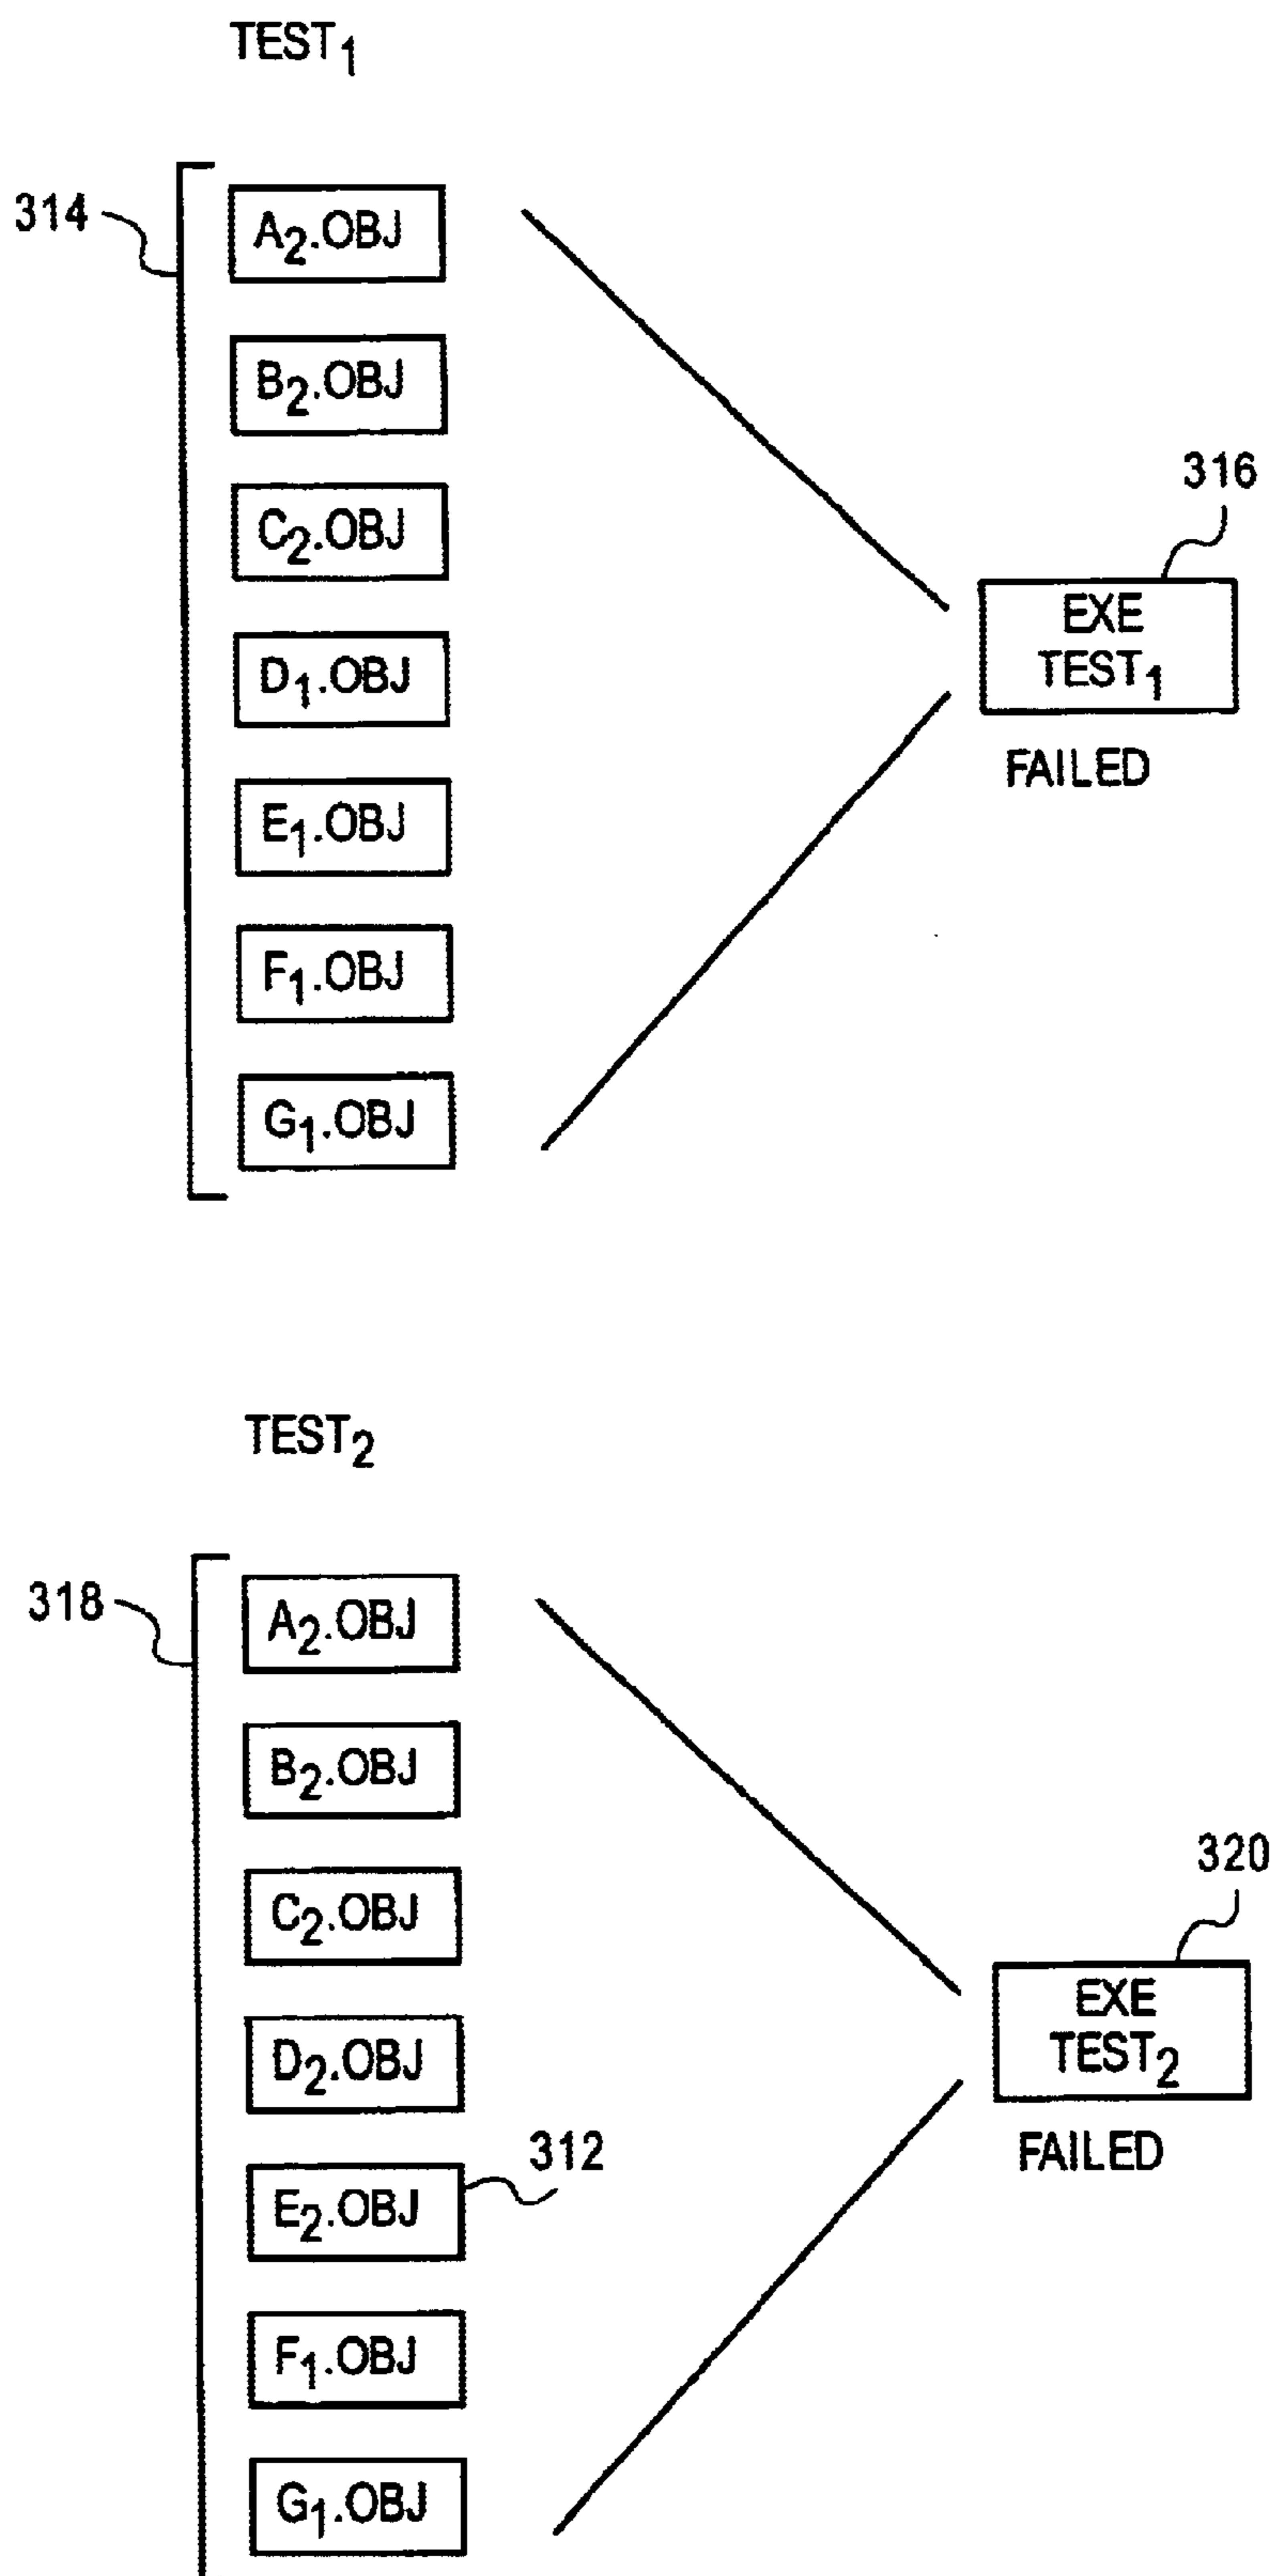 TEST₁
314
A₂.OBJ
B₂.OBJ
C₂.OBJ
D₁.OBJ
E₁.OBJ
F₁.OBJ
G₁.OBJ
316
EXE
TEST₁
FAILED
TEST₂
318
A₂.OBJ
B₂.OBJ
C₂.OBJ
D₂.OBJ
312
E₂.OBJ
F₁.OBJ
G₁.OBJ
320
EXE
TEST₂
FAILED